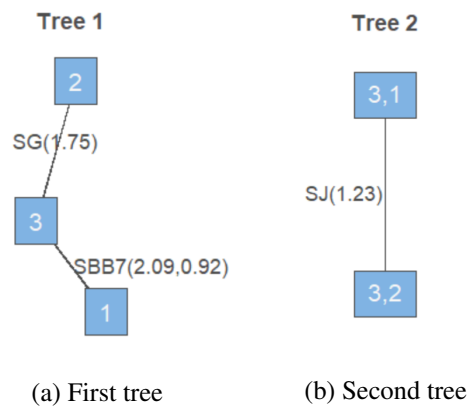 Tree 1
2
SG(1.75)
3
SBB7(2.09,0.92)
1
(a) First tree
Tree 2
3,1
SJ(1.23)
3,2
(b) Second tree